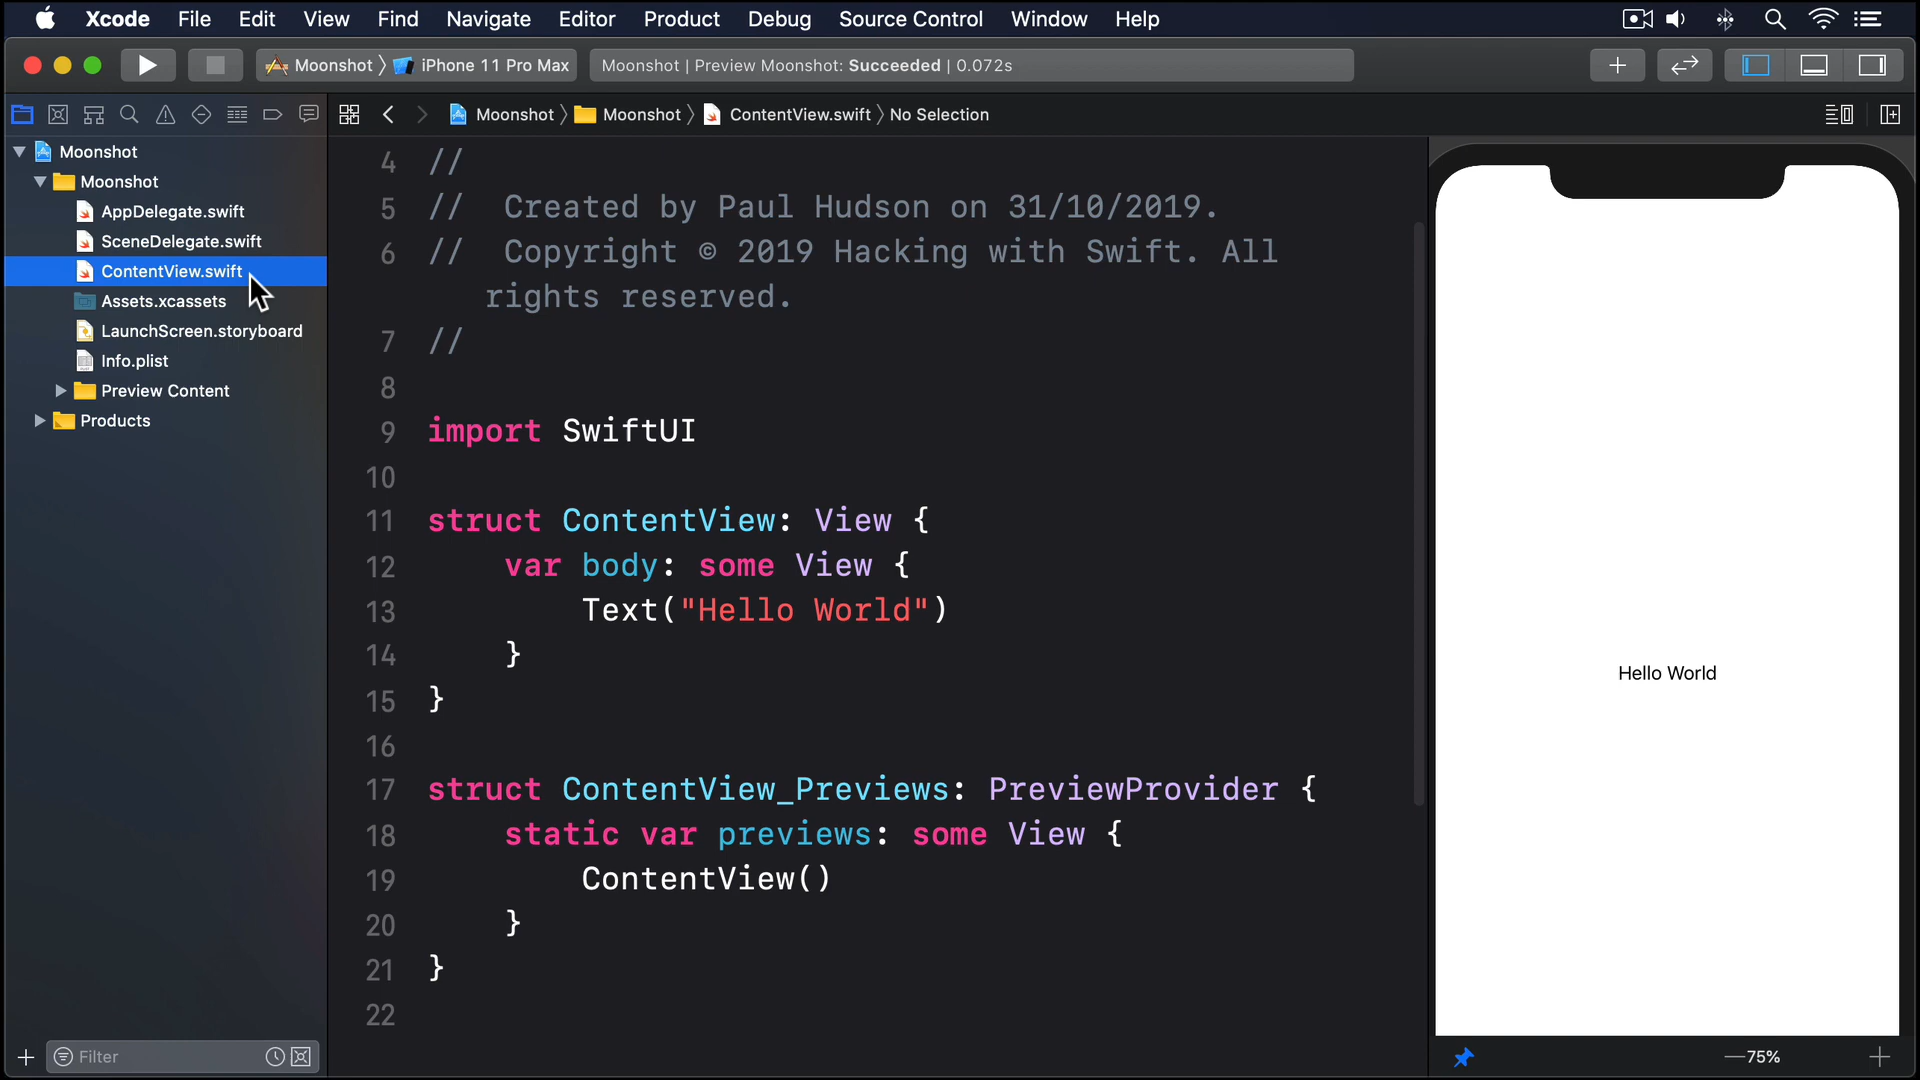 Xcode File Edit View Find Navigate Editor Product Debug Source Control Window Help
Moonshot 〉 iPhone 11 Pro Max Moonshot | Preview Moonshot: Succeeded | 0.072s
Moonshot 〉 Moonshot 〉 ContentView.swift 〉 No Selection
Moonshot
Moonshot
AppDelegate.swift
SceneDelegate.swift
ContentView.swift
Assets.xcassets
LaunchScreen.storyboard
Info.plist
Preview Content
Products
Filter
4 //
5 //  Created by Paul Hudson on 31/10/2019.
6 //  Copyright © 2019 Hacking with Swift. All
rights reserved.
7 //
8
9 import SwiftUI
10
11 struct ContentView: View {
12     var body: some View {
13         Text("Hello World")
14     }
15 }
16
17 struct ContentView_Previews: PreviewProvider {
18     static var previews: some View {
19         ContentView()
20     }
21 }
22
Hello World
75%